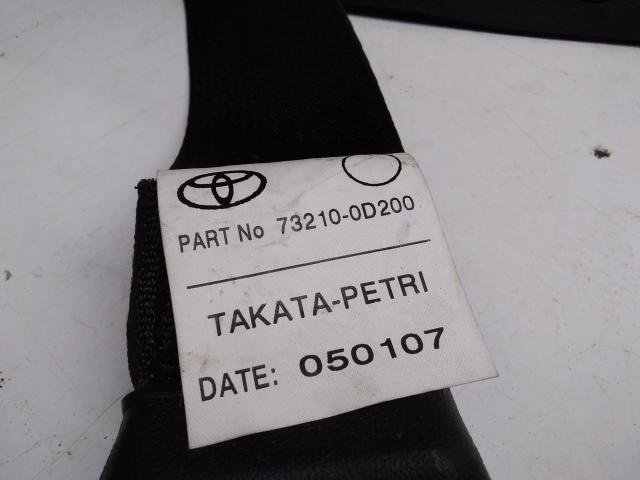 PART No 73210-0D200
TAKATA-PETRI
DATE: 050107